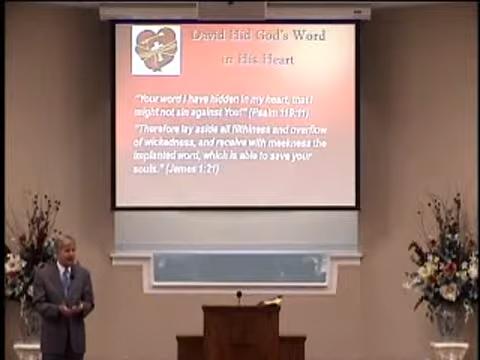 David Hid God's Word
in His Heart
"Your word I have hidden in my heart, that I
might not sin against You!" (Psalm 119:11)
"Therefore lay aside all filthiness and overflow
of wickedness, and receive with meekness the
implanted word, which is able to save your
souls." (James 1:21)